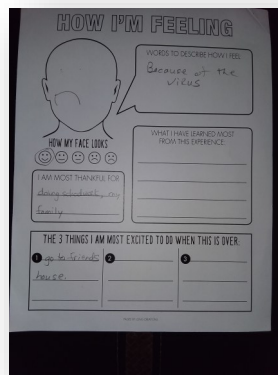 HOW I'M FEELING
WORDS TO DESCRIBE HOW I FEEL:
Because of the
virus
HOW MY FACE LOOKS
WHAT I HAVE LEARNED MOST
FROM THIS EXPERIENCE:
I AM MOST THANKFUL FOR
my
family
THE 3 THINGS I AM MOST EXCITED TO DO WHEN THIS IS OVER:
1 go to friends
house.
2
3